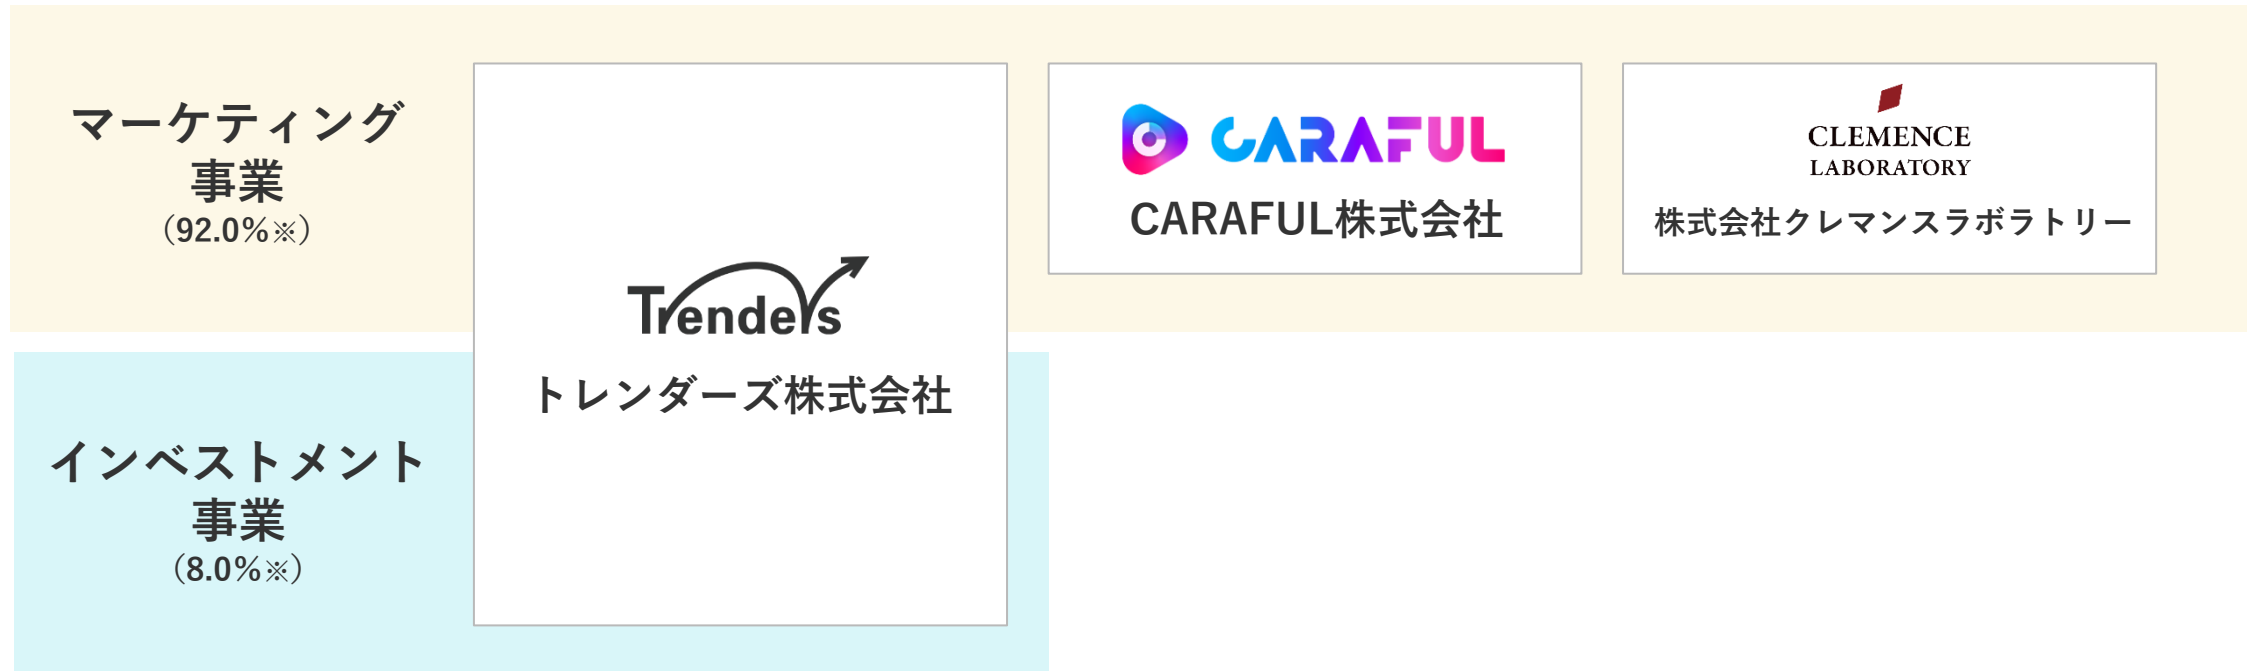 マーケティング
事業
（92.0%※）
Trenders
トレンダーズ株式会社
CARAFUL
CARAFUL株式会社
CLEMENCE
LABORATORY
株式会社クレマンスラボラトリー
インベストメント
事業
（8.0%※）